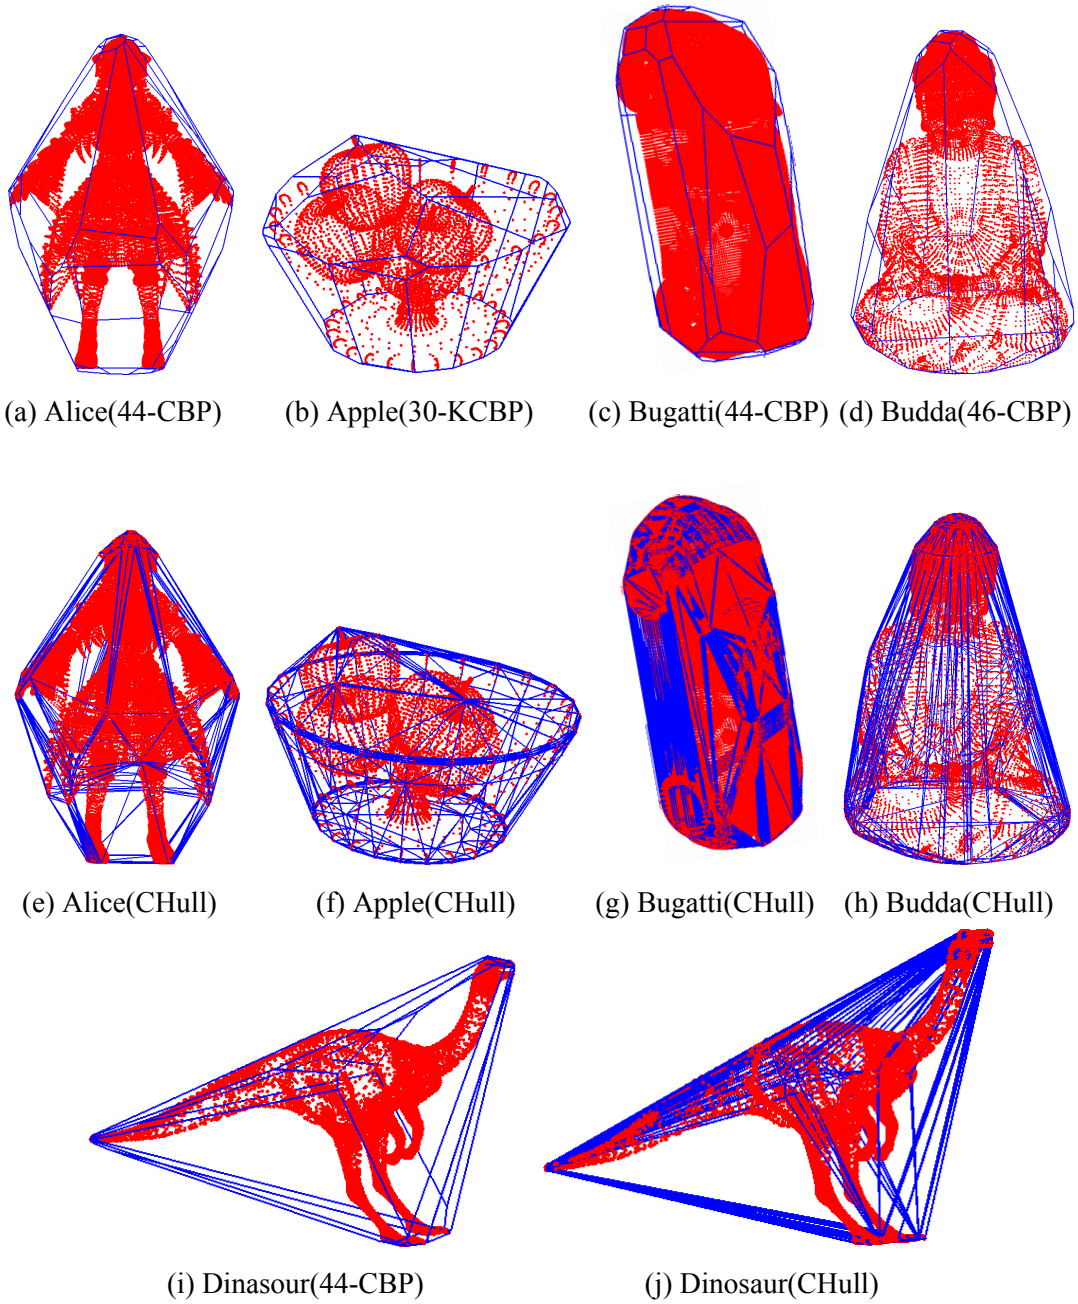 (a) Alice(44-CBP) (b) Apple(30-KCBP) (c) Bugatti(44-CBP) (d) Budda(46-CBP)
(e) Alice(CHull) (f) Apple(CHull) (g) Bugatti(CHull) (h) Budda(CHull)
(i) Dinasour(44-CBP) (j) Dinosaur(CHull)